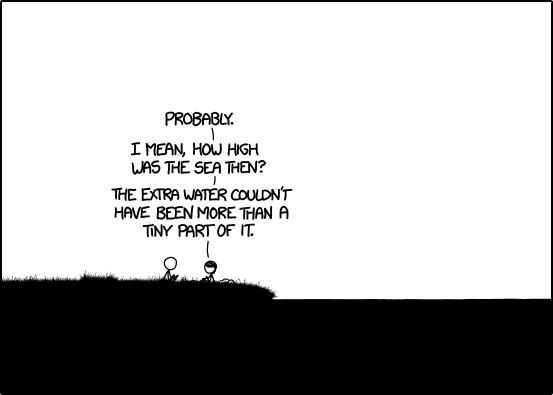 PROBABLY.
I MEAN, HOW HIGH
WAS THE SEA THEN?
THE EXTRA WATER COULDN'T
HAVE BEEN MORE THAN A
TINY PART OF IT.